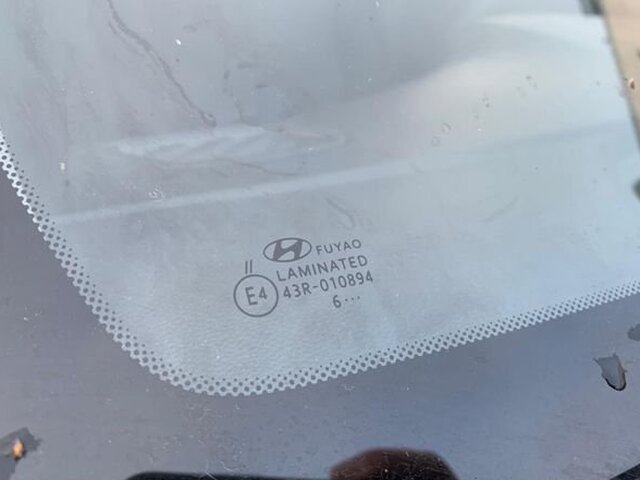 FUYAO
II LAMINATED
E4 43R-010894
6...